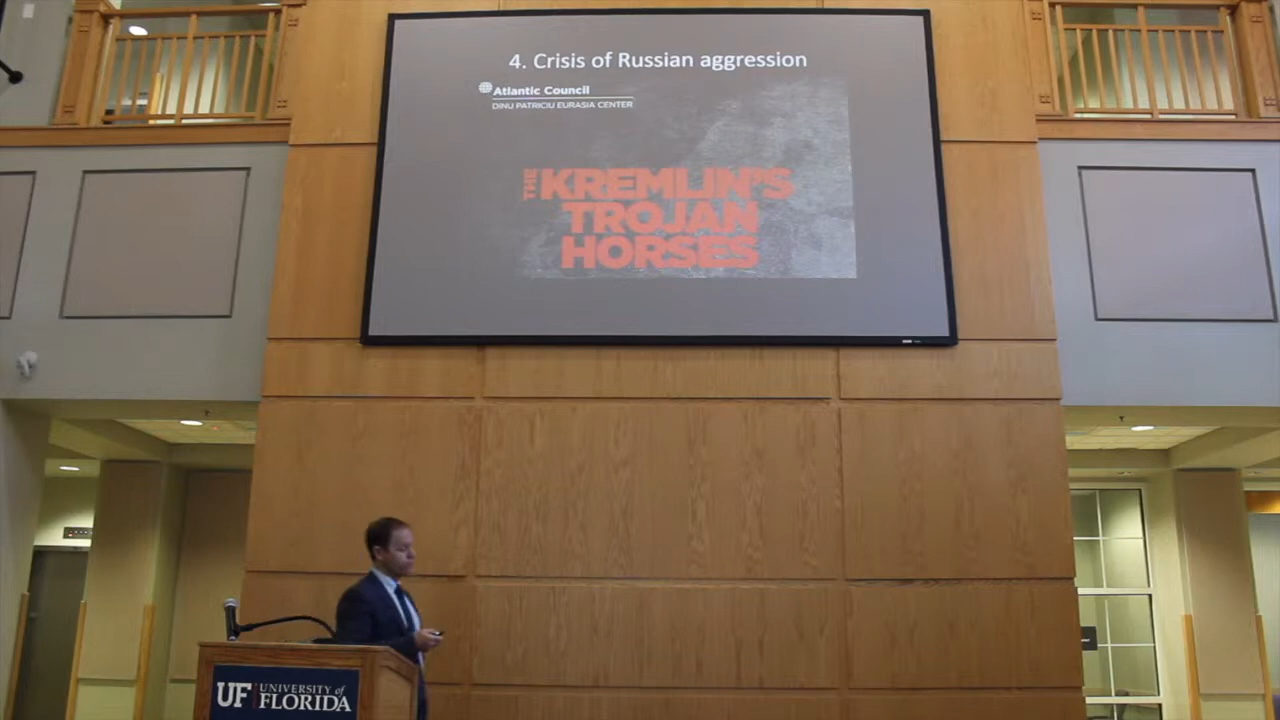 4. Crisis of Russian aggression
Atlantic Council
DINU PATRICIU EURASIA CENTER
THE KREMLIN'S
TROJAN
HORSES
UF UNIVERSITY of
FLORIDA